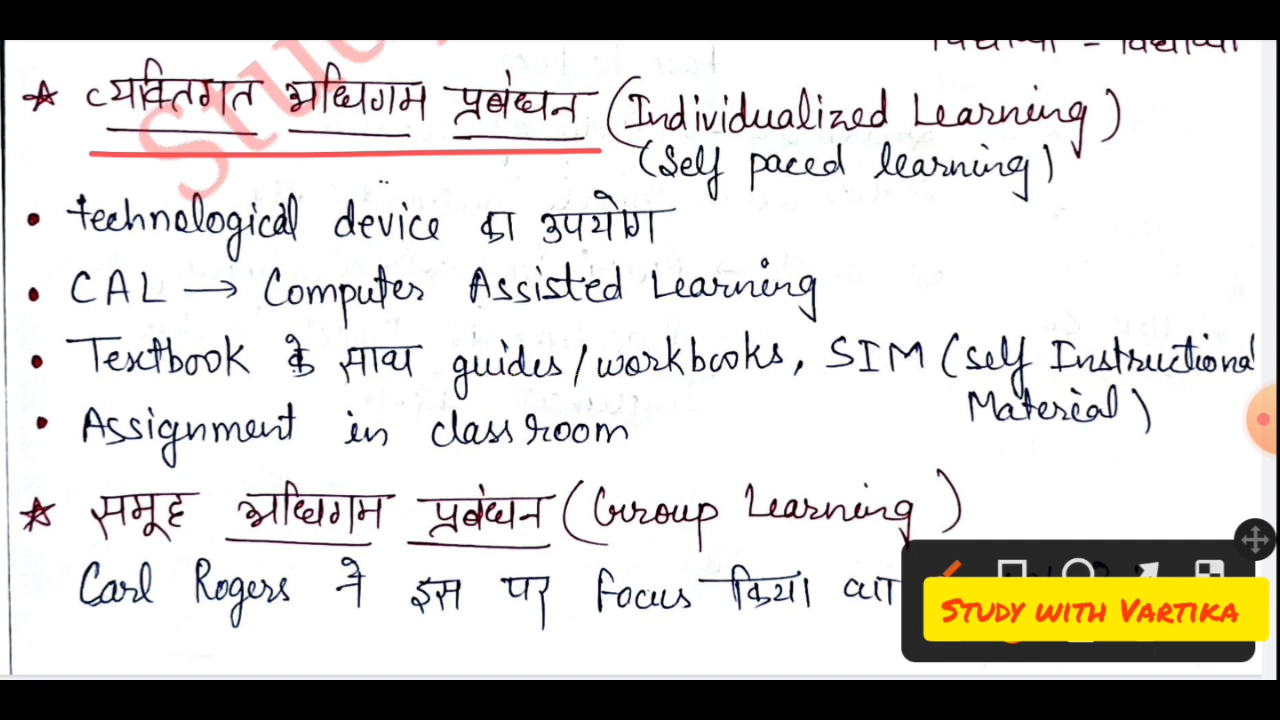 विद्यार्थी - विद्यार्थी
★ व्यक्तिगत अधिगम प्रबंधन (Individualized Learning)
(Self paced learning)
• technological device का उपयोग
• CAL → Computer Assisted Learning
• Textbook के साथ guides/workbooks, SIM (Self Instructional
Material)
• Assignment in classroom
★ समूह अधिगम प्रबंधन (Group Learning)
Carl Rogers ने इस पर focus किया था
STUDY WITH VARTIKA